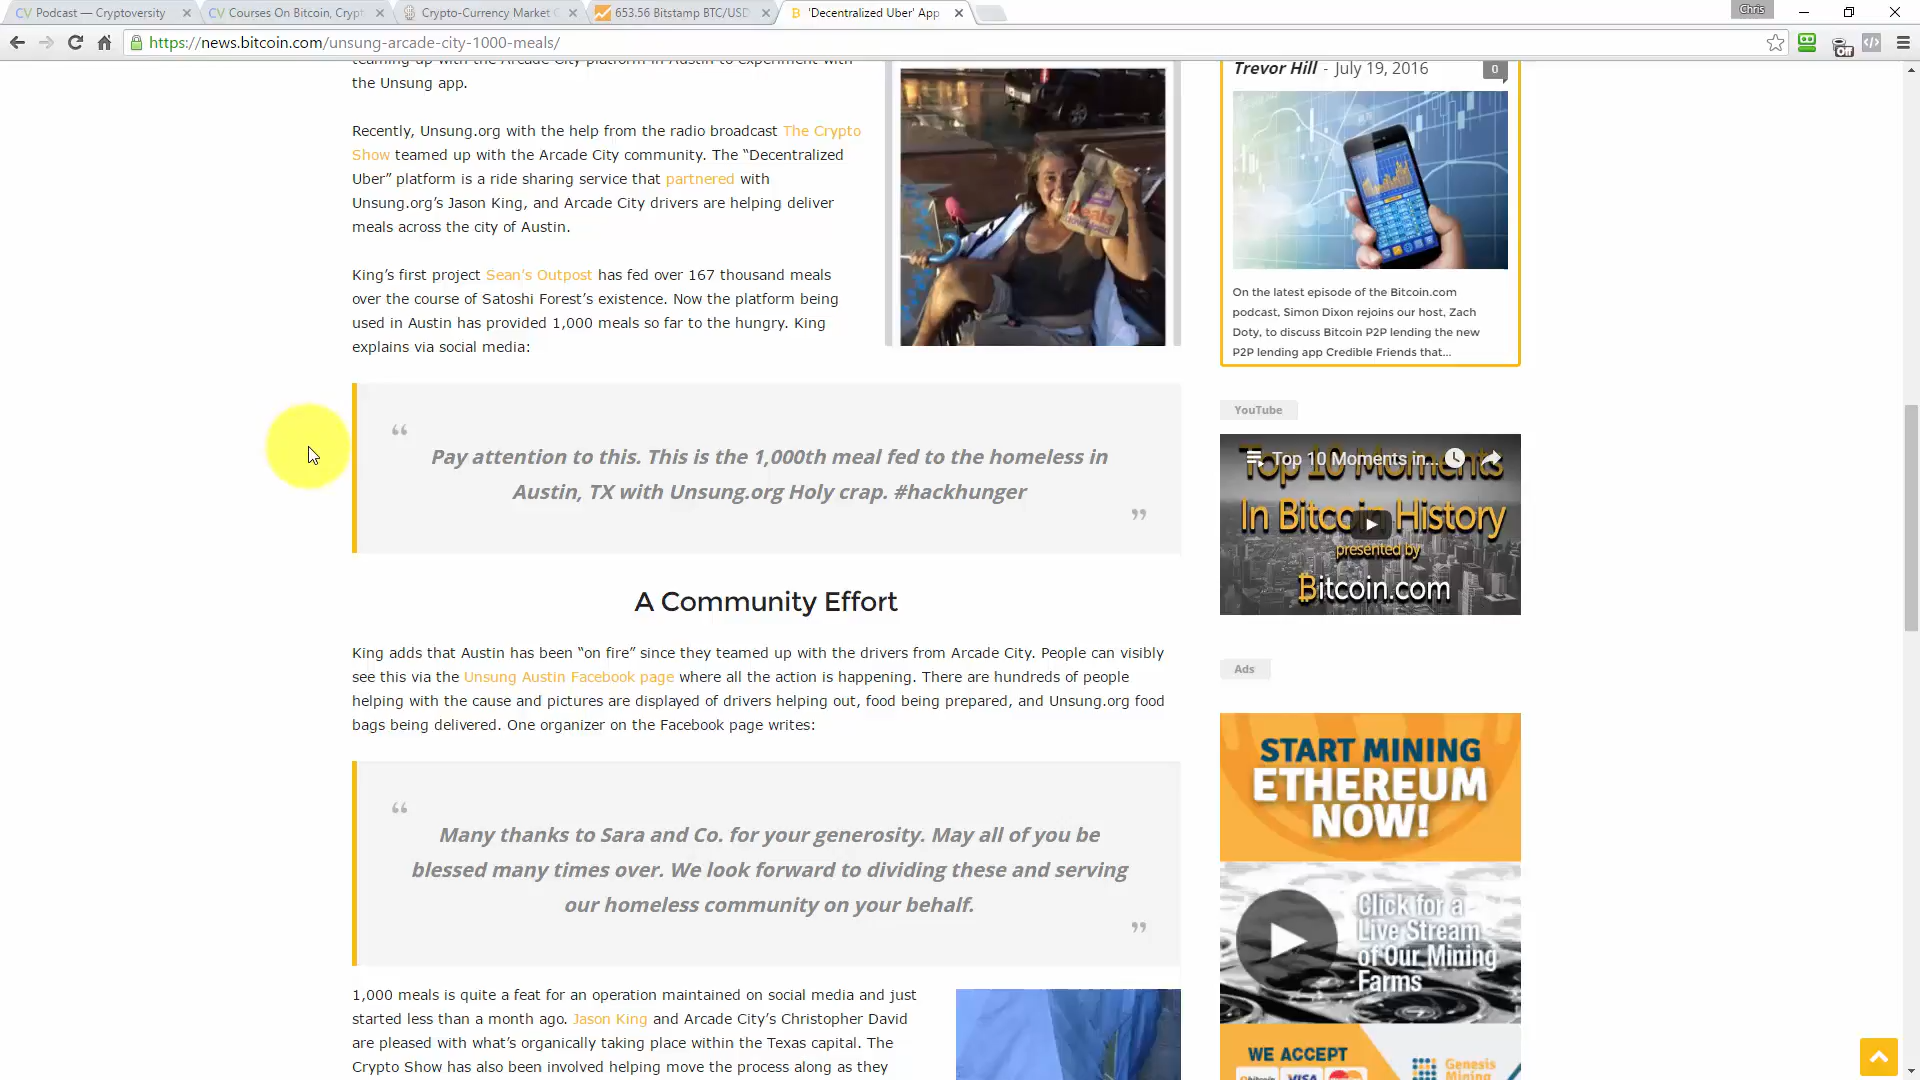 Podcast — Cryptoversity
Courses On Bitcoin, Crypt
Crypto-Currency Market C
653.56 Bitstamp BTC/USD
'Decentralized Uber' App
Chris
https://news.bitcoin.com/unsung-arcade-city-1000-meals/
Off
teaming up with the Arcade City platform in Austin to experiment with
the Unsung app.
Recently, Unsung.org with the help from the radio broadcast The Crypto
Show teamed up with the Arcade City community. The “Decentralized
Uber” platform is a ride sharing service that partnered with
Unsung.org’s Jason King, and Arcade City drivers are helping deliver
meals across the city of Austin.
King’s first project Sean’s Outpost has fed over 167 thousand meals
over the course of Satoshi Forest’s existence. Now the platform being
used in Austin has provided 1,000 meals so far to the hungry. King
explains via social media:
“
Pay attention to this. This is the 1,000th meal fed to the homeless in
Austin, TX with Unsung.org Holy crap. #hackhunger
”
A Community Effort
King adds that Austin has been “on fire” since they teamed up with the drivers from Arcade City. People can visibly
see this via the Unsung Austin Facebook page where all the action is happening. There are hundreds of people
helping with the cause and pictures are displayed of drivers helping out, food being prepared, and Unsung.org food
bags being delivered. One organizer on the Facebook page writes:
“
Many thanks to Sara and Co. for your generosity. May all of you be
blessed many times over. We look forward to dividing these and serving
our homeless community on your behalf.
”
1,000 meals is quite a feat for an operation maintained on social media and just
started less than a month ago. Jason King and Arcade City’s Christopher David
are pleased with what’s organically taking place within the Texas capital. The
Crypto Show has also been involved helping move the process along as they
Trevor Hill - July 19, 2016
0
On the latest episode of the Bitcoin.com
podcast, Simon Dixon rejoins our host, Zach
Doty, to discuss Bitcoin P2P lending the new
P2P lending app Credible Friends that...
YouTube
Top 10 Moments in...
Top 10 Moments
In Bitcoin History
presented by
Bitcoin.com
Ads
START MINING
ETHEREUM
NOW!
Click for a
Live Stream
of Our Mining
Farms
WE ACCEPT
Genesis
Mining
bitcoin VISA